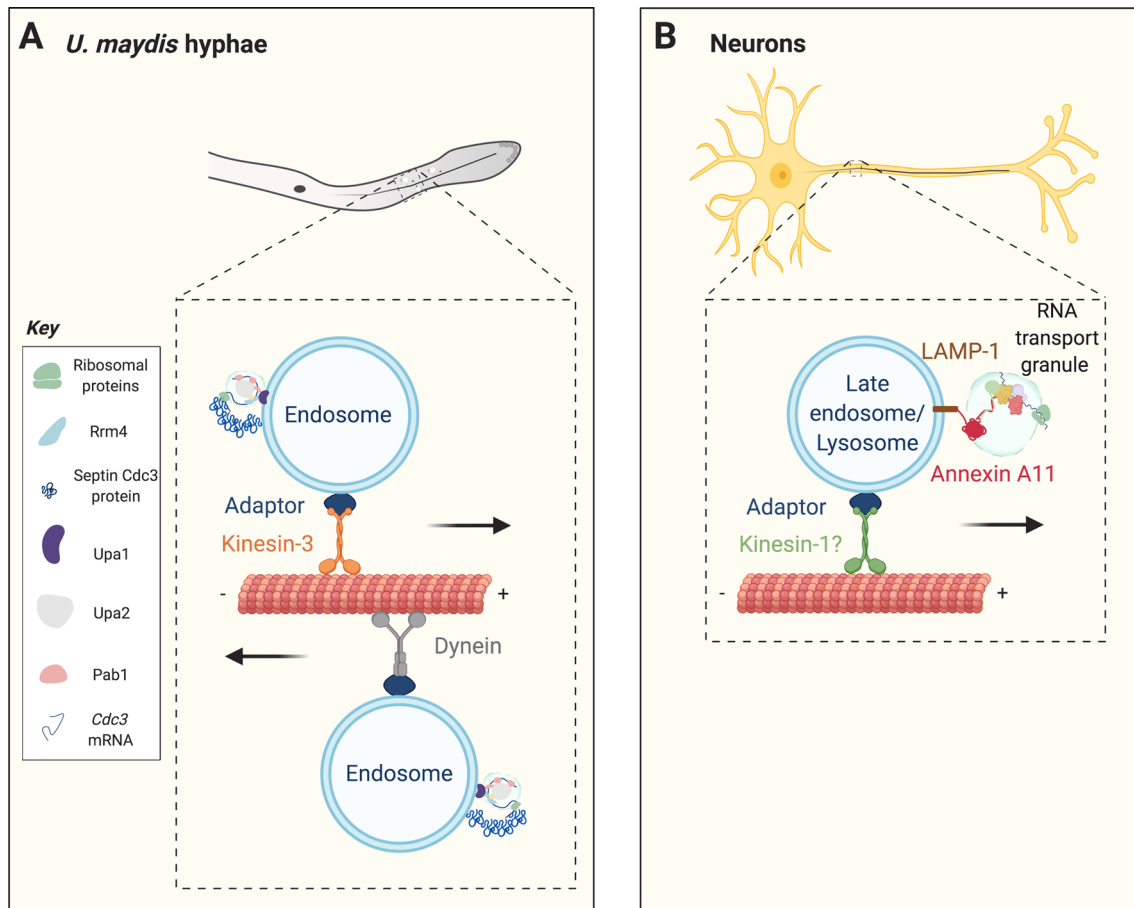 A U. maydis hyphae
Key
Ribosomal
proteins
Rrm4
Septin Cdc3
protein
Upa1
Upa2
Pab1
Cdc3
mRNA
Endosome
Adaptor
Kinesin-3
- +
Dynein
Endosome
B Neurons
RNA
transport
granule
LAMP-1
Late
endosome/
Lysosome
Annexin A11
Adaptor
Kinesin-1?
- +